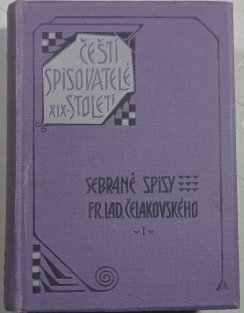 ČEŠTÍ
SPISOVATELÉ
XIX·STOLETÍ
SEBRANÉ SPISY
FR. LAD. ČELAKOVSKÉHO
-I-